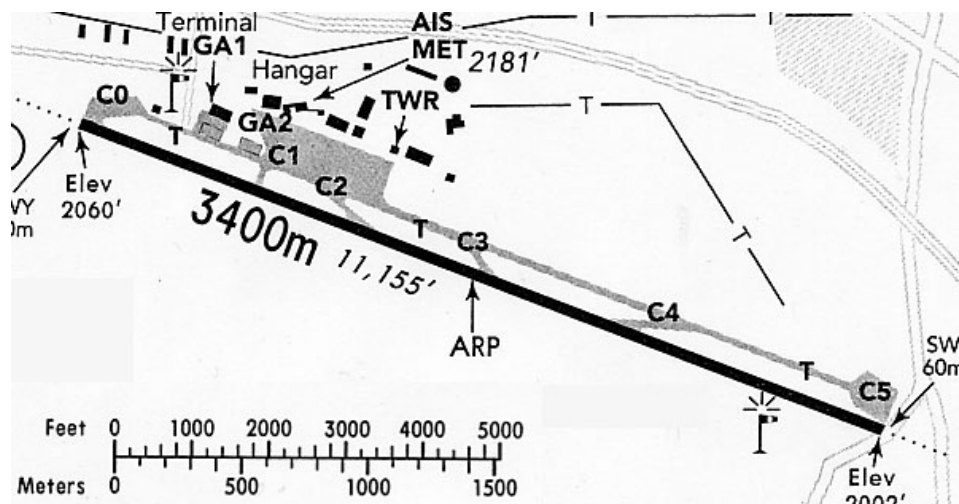 Terminal
AIS
T
T
GA1
MET
2181'
Hangar
C0
TWR
T
T
GA2
C1
Elev
2060'
C2
3400m
11,155'
T
C3
T
C4
ARP
T
C5
SW
60m
Feet 0 1000 2000 3000 4000 5000
Meters 0 500 1000 1500
Elev